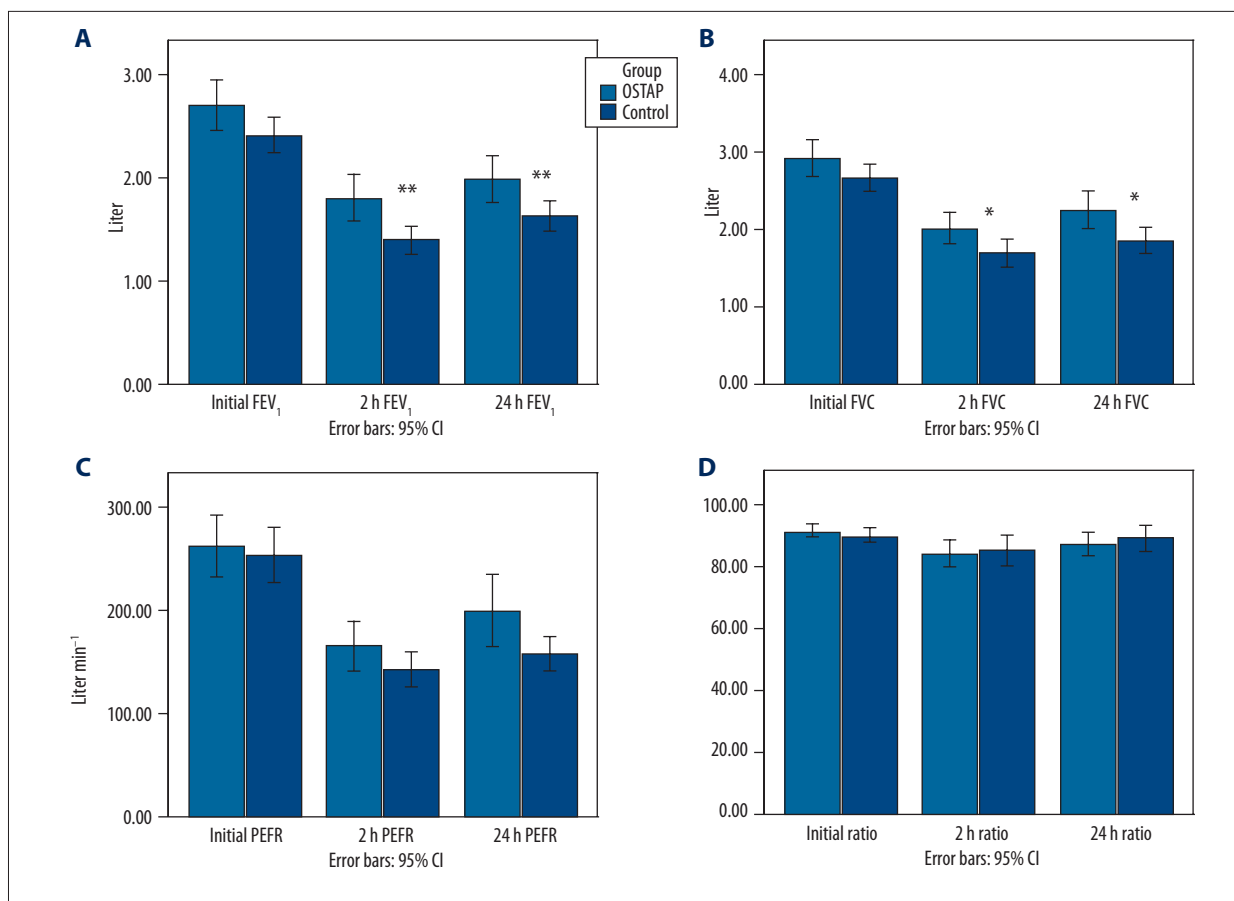 A
3.00
2.00
1.00
0.00
Liter
Initial FEV₁
2 h FEV₁
24 h FEV₁
Error bars: 95% CI
**
**
Group
OSTAP
Control
B
4.00
3.00
2.00
1.00
0.00
Liter
Initial FVC
2 h FVC
24 h FVC
Error bars: 95% CI
*
*
C
300.00
200.00
100.00
0.00
Liter min⁻¹
Initial PEFR
2 h PEFR
24 h PEFR
Error bars: 95% CI
D
100.00
80.00
60.00
40.00
20.00
0.00
Initial ratio
2 h ratio
24 h ratio
Error bars: 95% CI